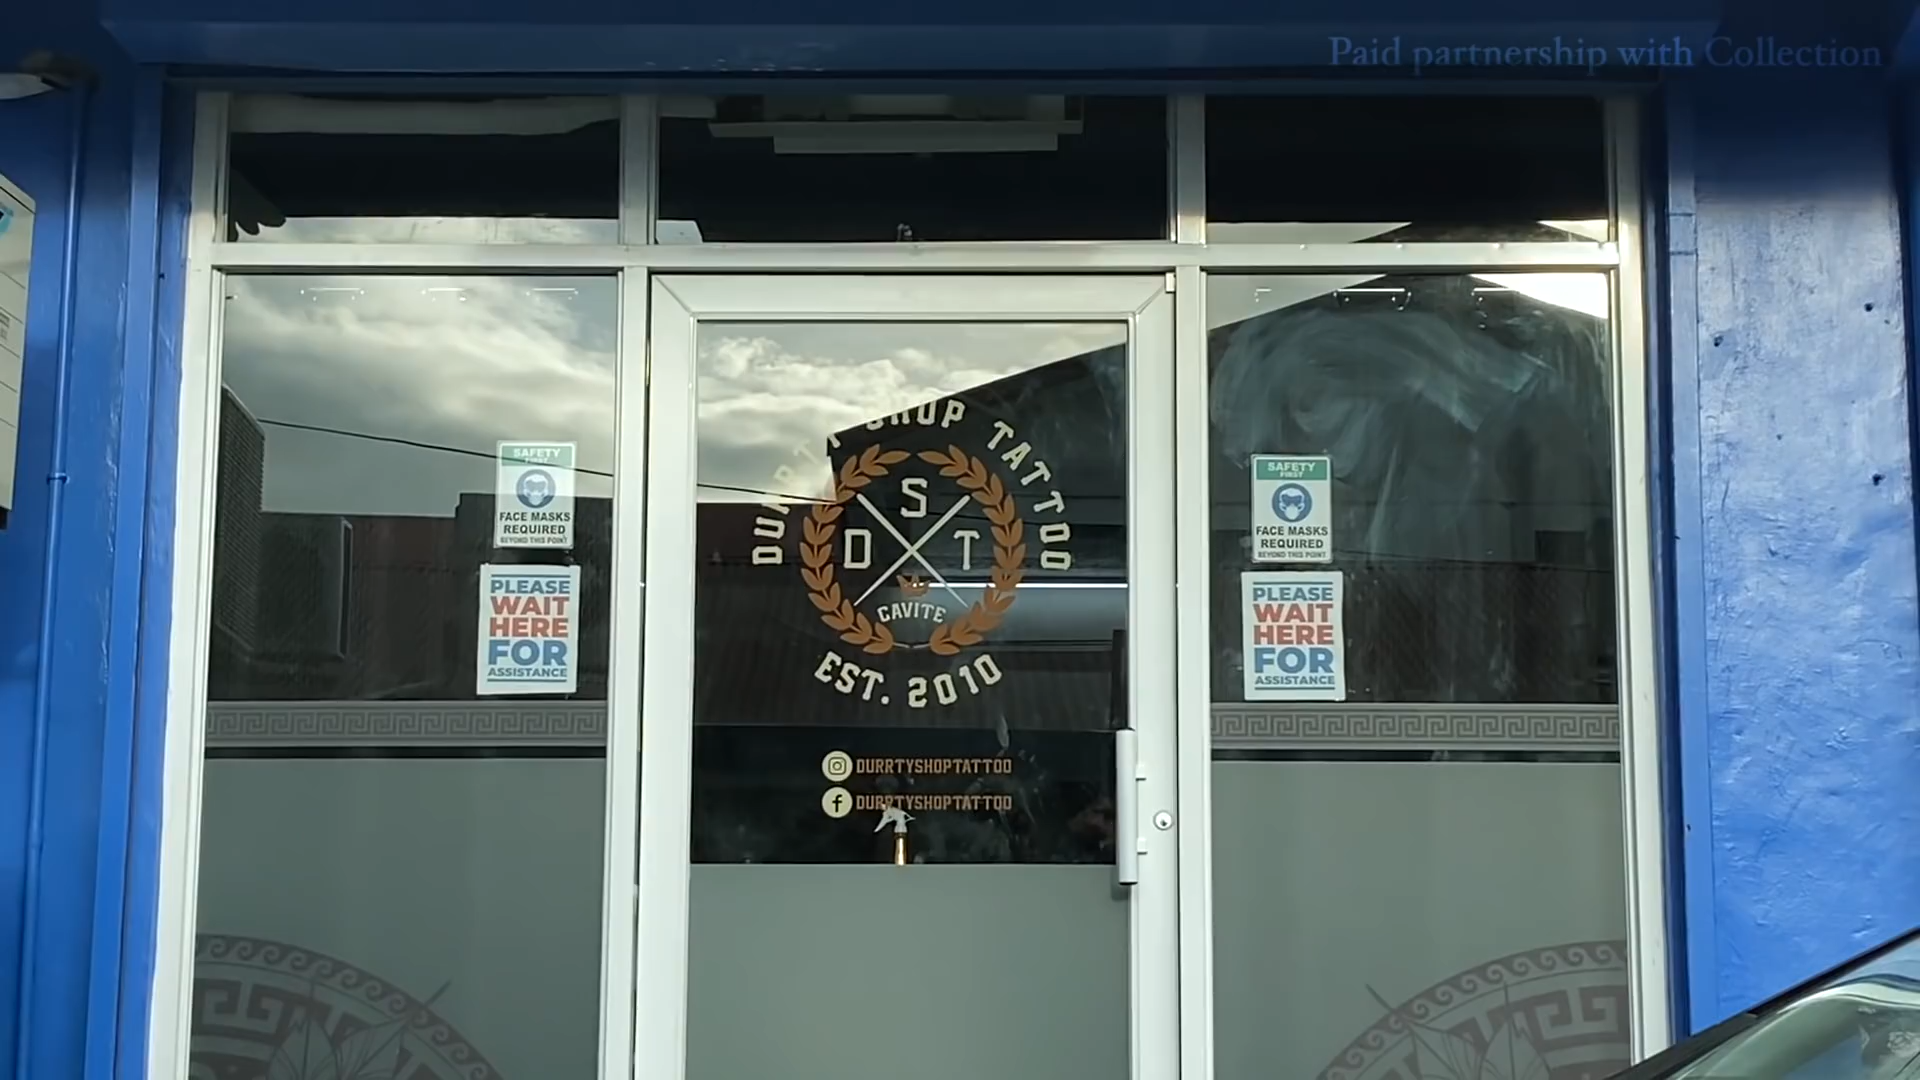 Paid partnership with Collection
DURRTY SHOP TATTOO
S
D T
CAVITE
EST. 2010
DURRTYSHOPTATTOO
DURRTYSHOPTATTOO
SAFETY
FIRST
FACE MASKS
REQUIRED
BEYOND THIS POINT
PLEASE
WAIT
HERE
FOR
ASSISTANCE
SAFETY
FIRST
FACE MASKS
REQUIRED
BEYOND THIS POINT
PLEASE
WAIT
HERE
FOR
ASSISTANCE